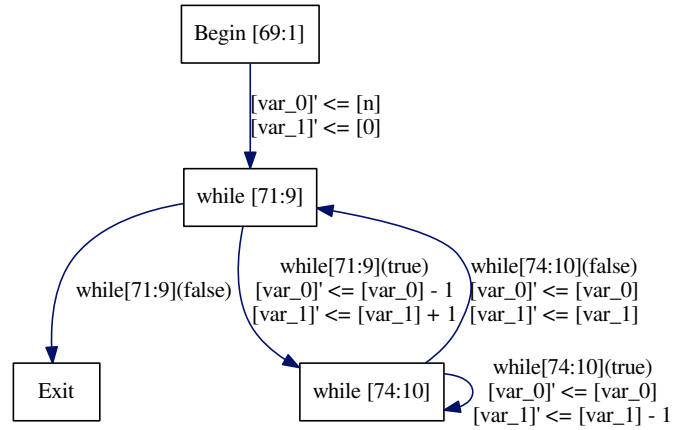 Begin [69:1]
[var_0]' <= [n]
[var_1]' <= [0]
while [71:9]
while[71:9](false)
while[71:9](true)
[var_0]' <= [var_0] - 1
[var_1]' <= [var_1] + 1
while[74:10](false)
[var_0]' <= [var_0]
[var_1]' <= [var_1]
Exit
while [74:10]
while[74:10](true)
[var_0]' <= [var_0]
[var_1]' <= [var_1] - 1